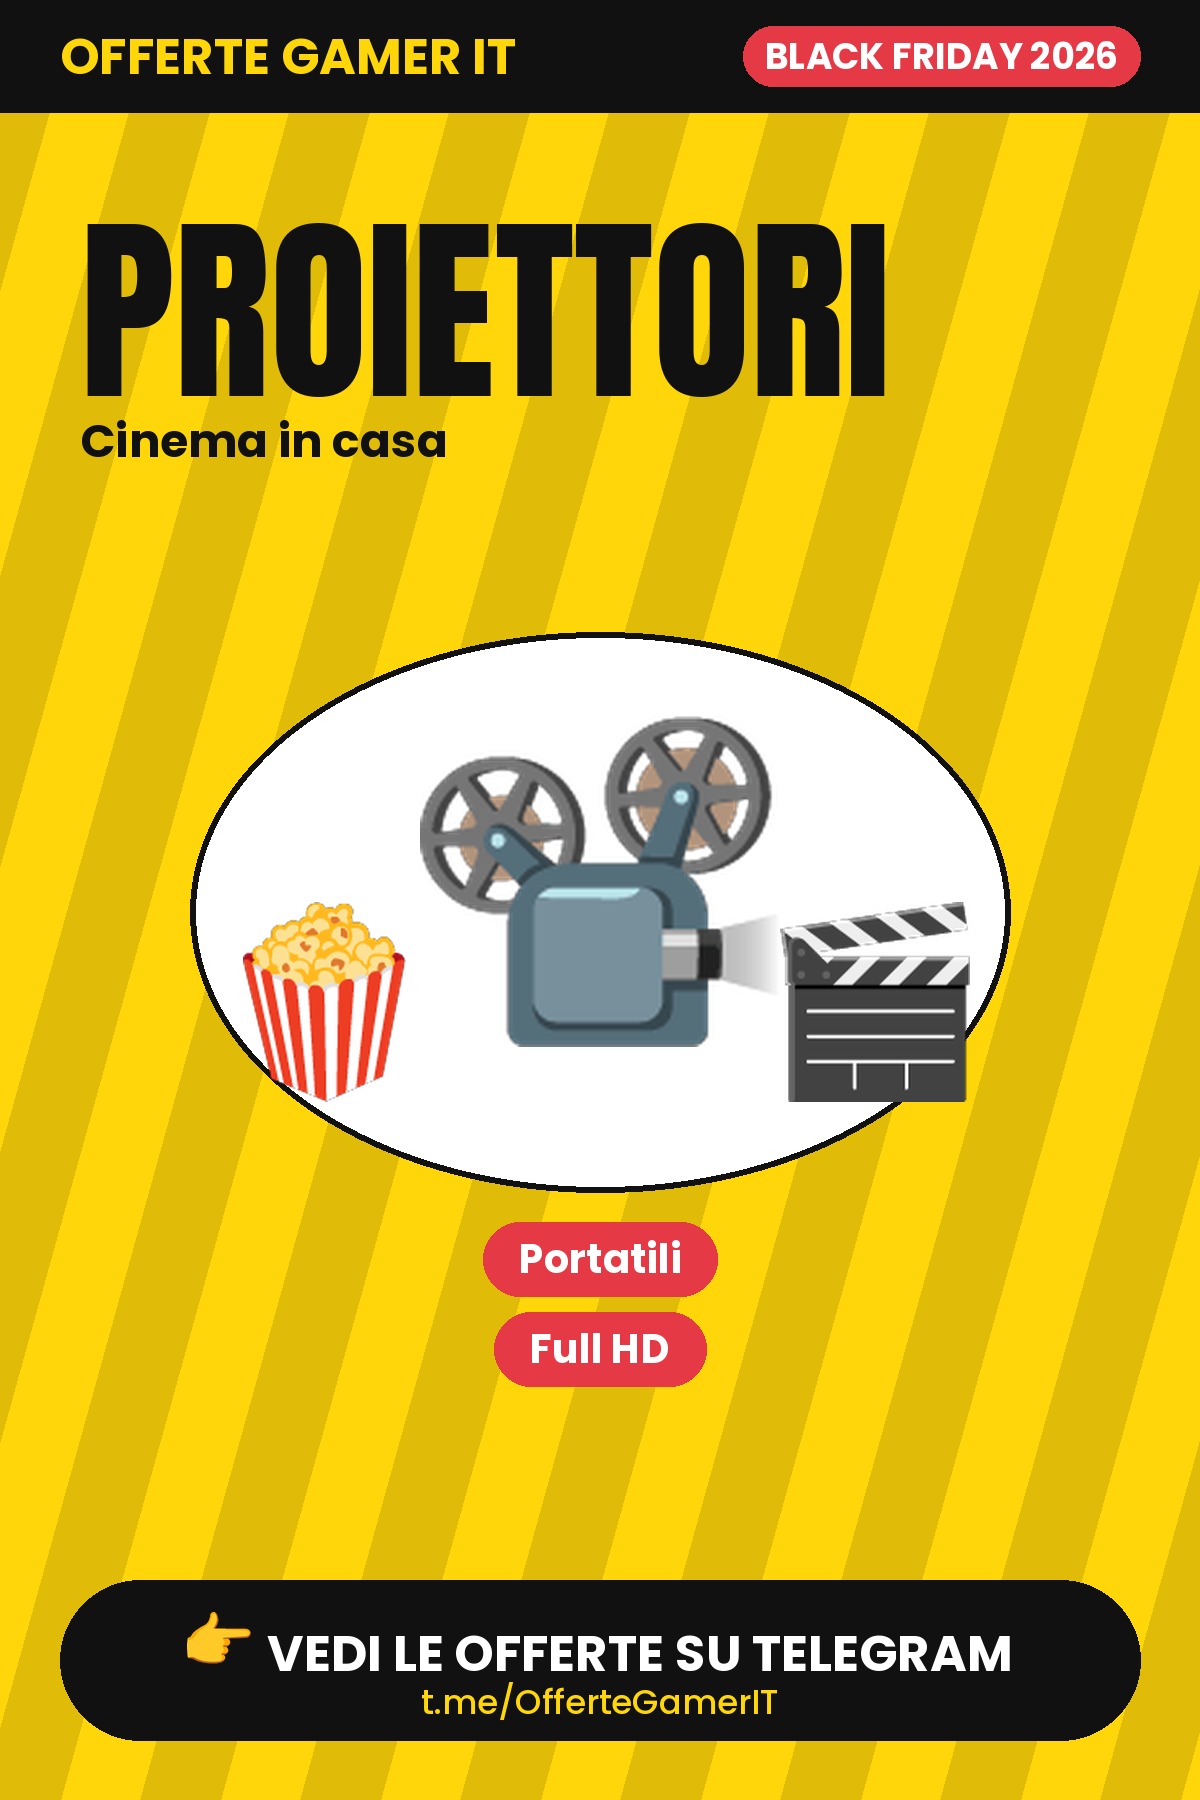 OFFERTE GAMER IT
BLACK FRIDAY 2026
PROIETTORI
Cinema in casa
Portatili
Full HD
VEDI LE OFFERTE SU TELEGRAM
t.me/OfferteGamerIT